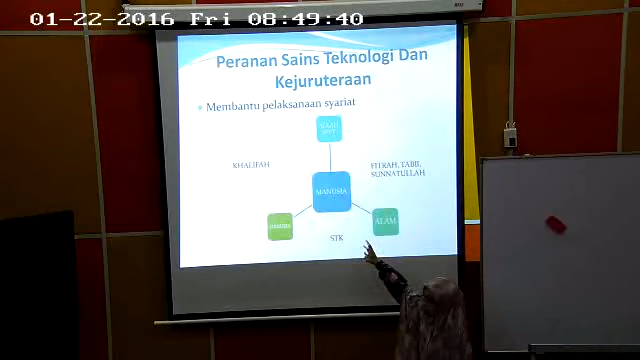 01-22-2016 Fri 08:49:40
Peranan Sains Teknologi Dan
Kejuruteraan
Membantu pelaksanaan syariat
KHALIFAH
FITRAH, TABII,
SUNNATULLAH
MANUSIA
ALAM
STK